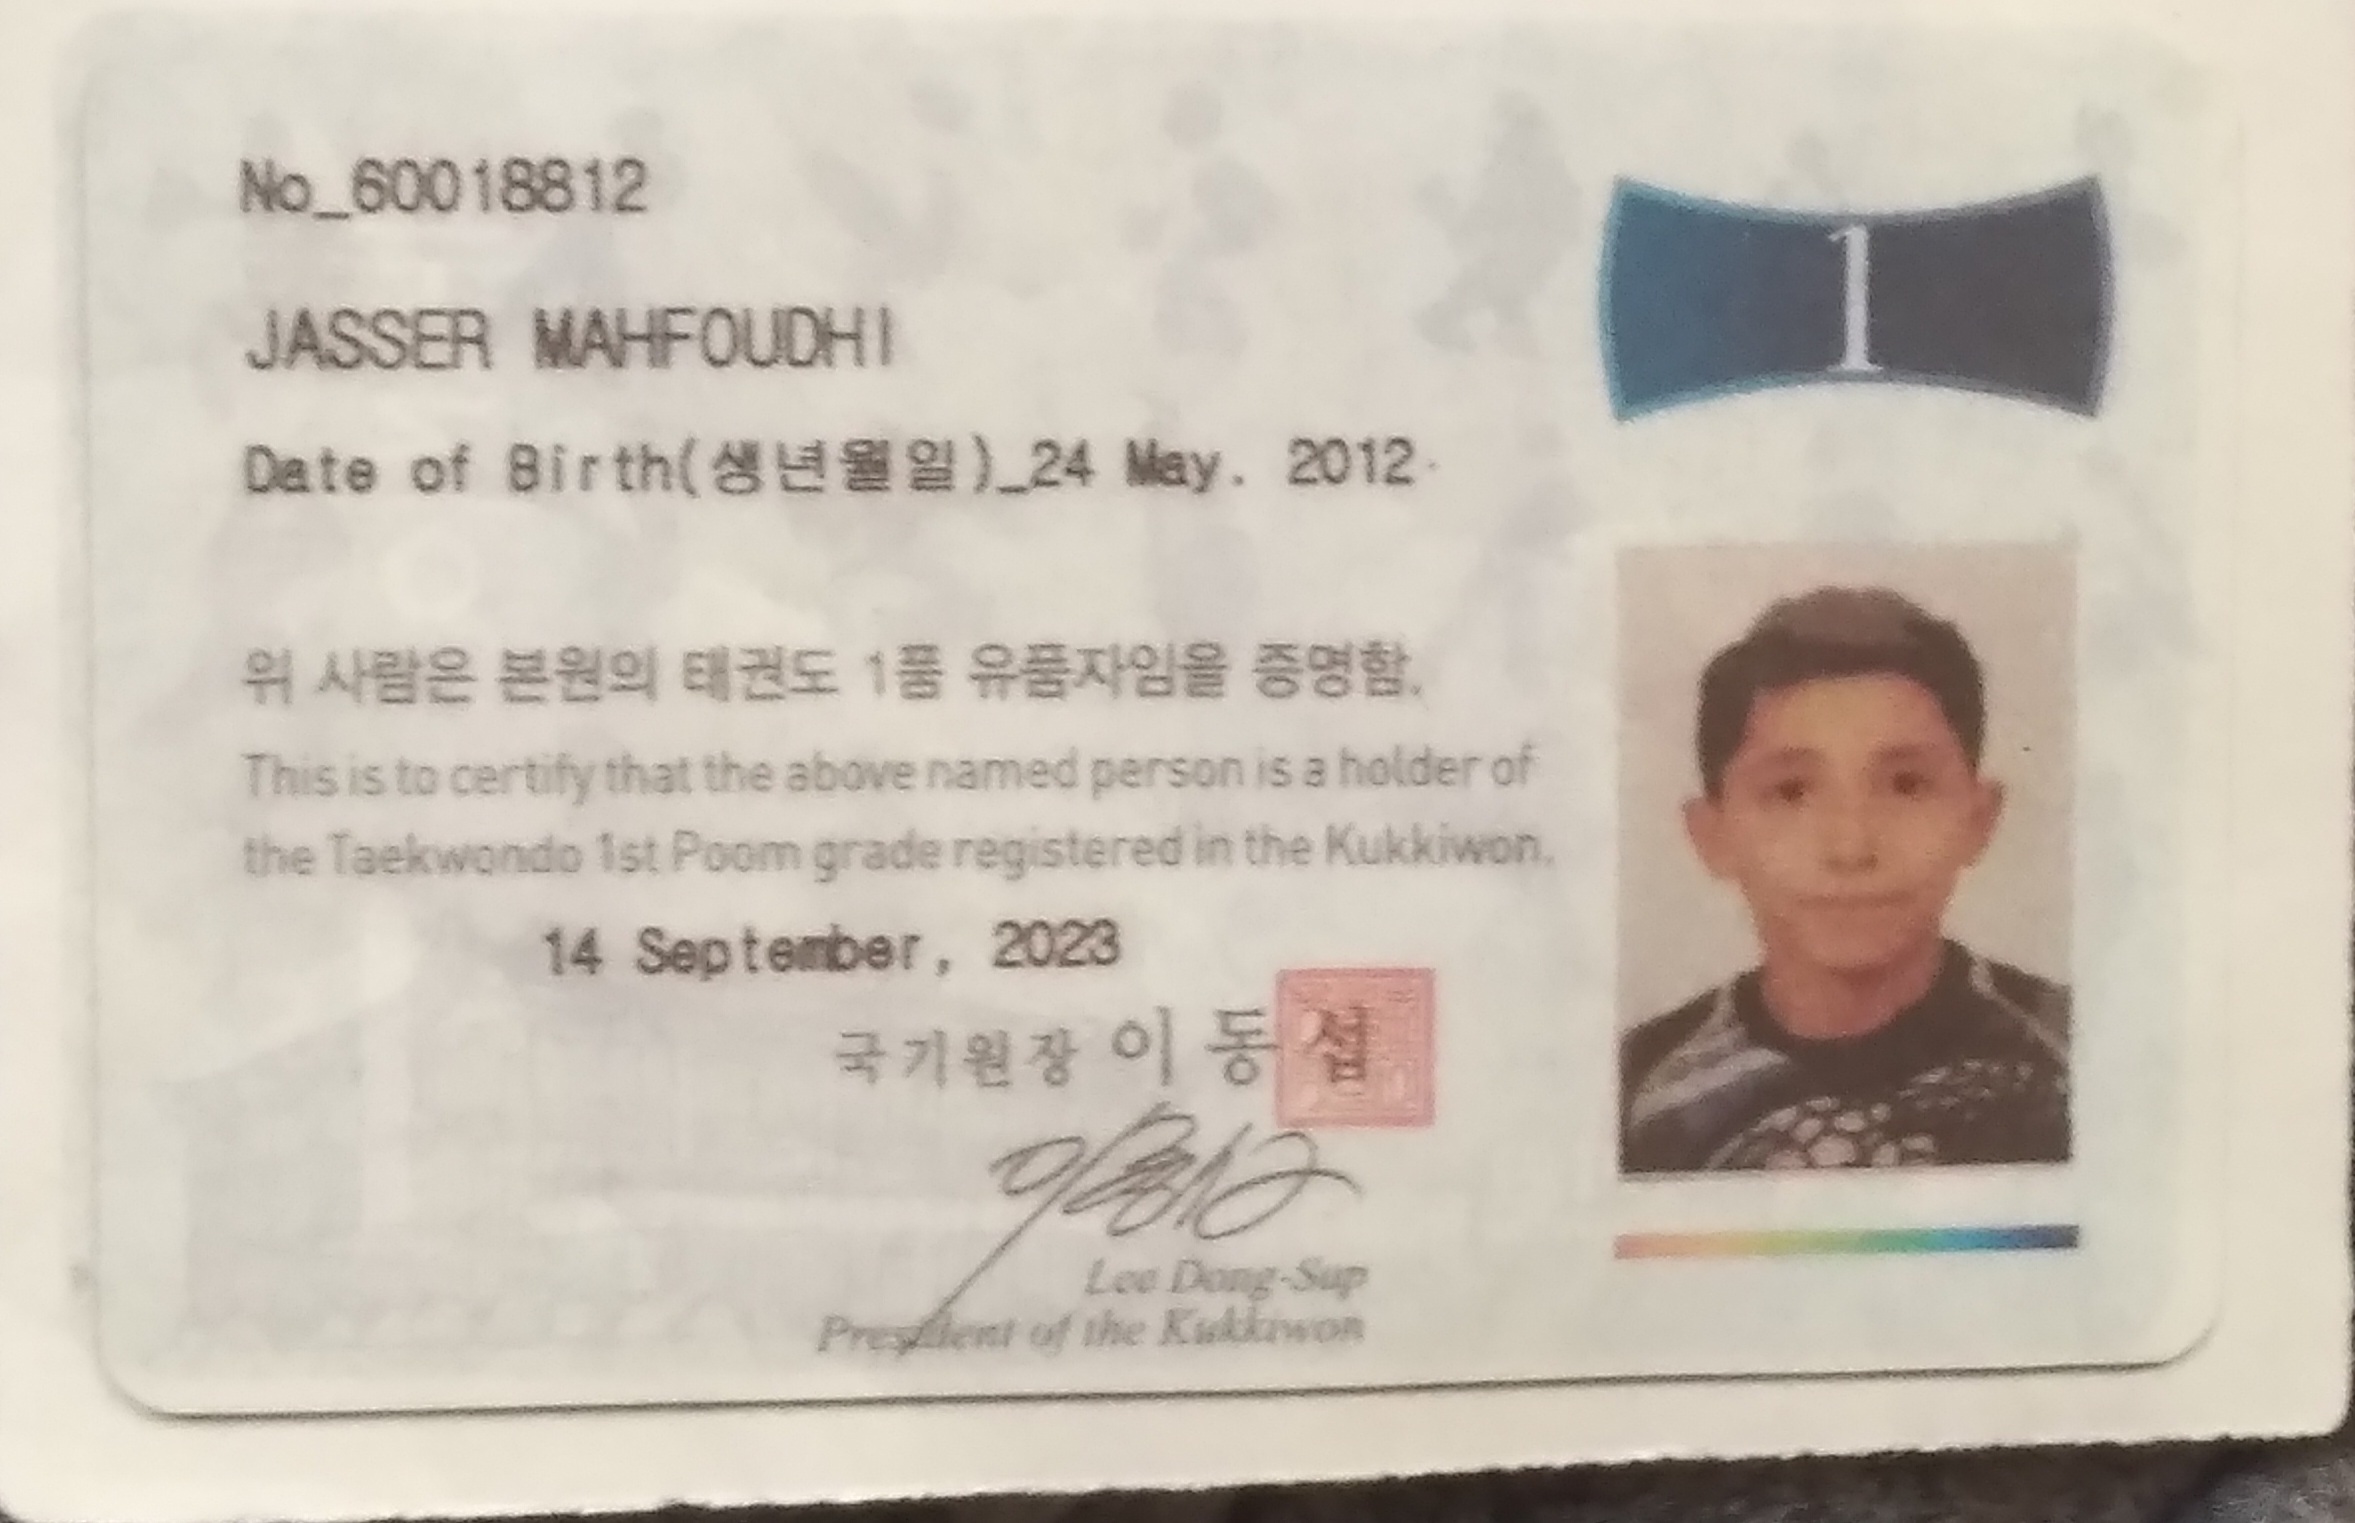 No_60018812
1
JASSER MAHFOUDHI
Date of Birth(생년월일)_24 May. 2012
위 사람은 본원의 태권도 1품 유품자임을 증명함.
This is to certify that the above named person is a holder of
the Taekwondo 1st Poom grade registered in the Kukkiwon.
14 September, 2023
국기원장 이동섭
Lee Dong-Sup
President of the Kukkiwon